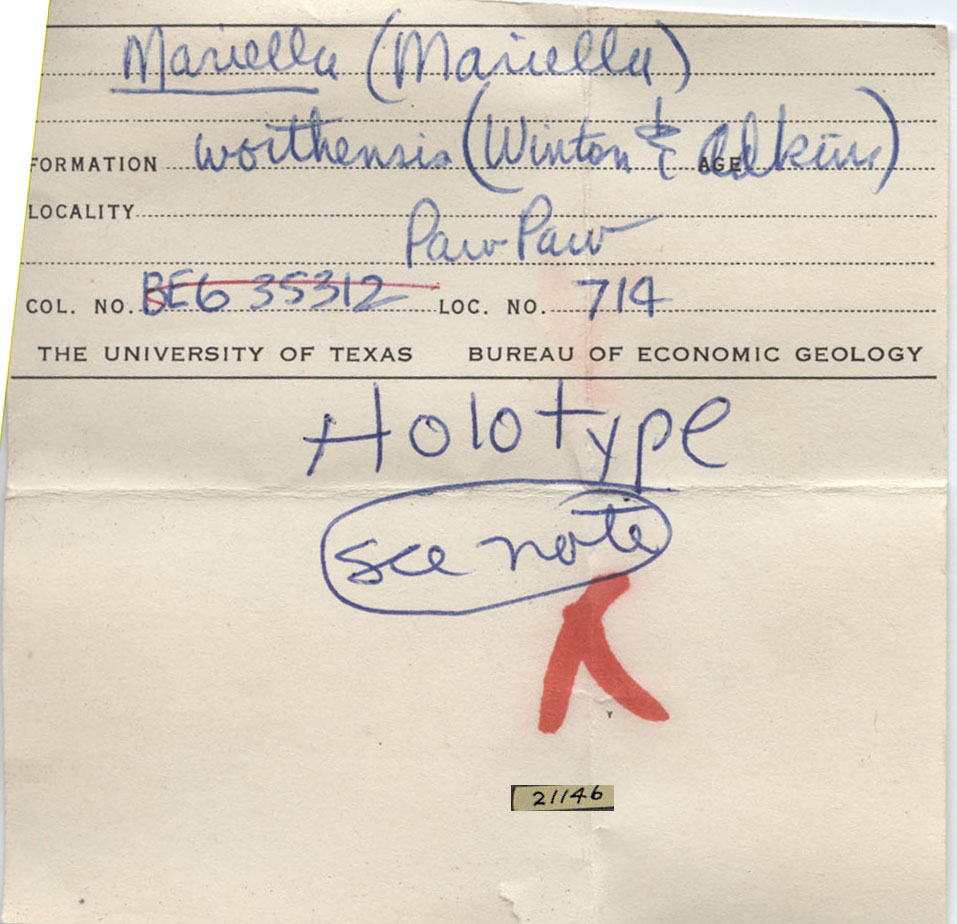 Mariella (Mariella)
FORMATION worthensis (Winton & Adkins) AGE
LOCALITY
Paw Paw
COL. NO. BEG 35312 LOC. NO. 714
THE UNIVERSITY OF TEXAS BUREAU OF ECONOMIC GEOLOGY
Holotype
see note
21146